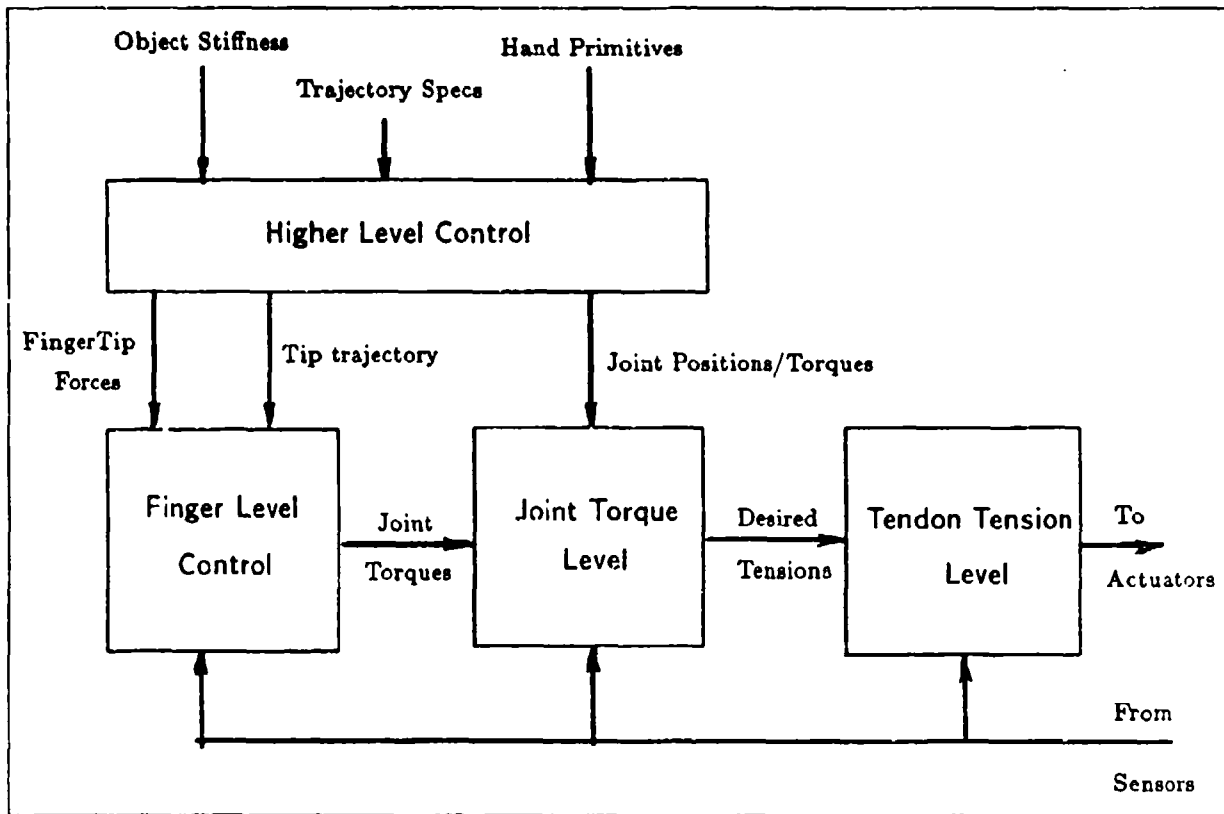 Object Stiffness
Hand Primitives
Trajectory Specs
Higher Level Control
FingerTip
Forces
Tip trajectory
Joint Positions/Torques
Finger Level
Control
Joint
Torques
Joint Torque
Level
Desired
Tensions
Tendon Tension
Level
To
Actuators
From
Sensors